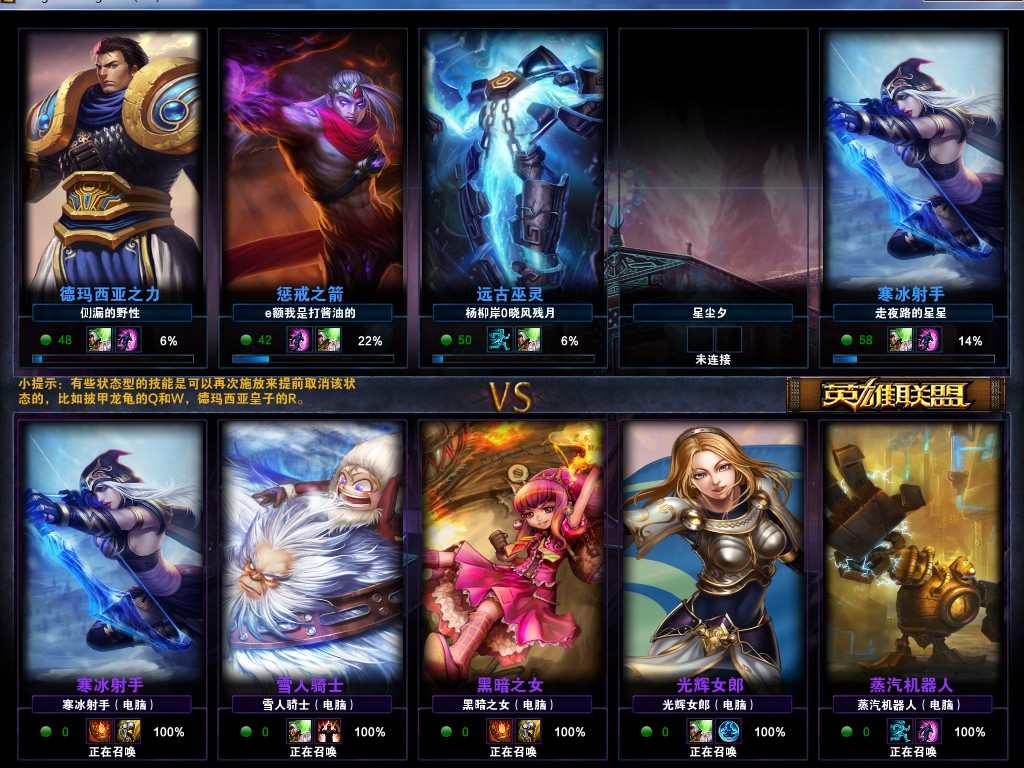 德玛西亚之力
惩戒之箭
远古巫灵
寒冰射手
侧漏的野性
e额我是打酱油的
杨柳岸0晓风残月
星尘夕
走夜路的星星
48
6%
42
22%
50
6%
58
14%
未连接
小提示：有些状态型的技能是可以再次施放来提前取消该状
态的，比如披甲龙龟的Q和W，德玛西亚皇子的R。
VS
英雄联盟
寒冰射手
雪人骑士
黑暗之女
光辉女郎
蒸汽机器人
寒冰射手（电脑）
雪人骑士（电脑）
黑暗之女（电脑）
光辉女郎（电脑）
蒸汽机器人（电脑）
0
100%
0
100%
0
100%
0
100%
0
100%
正在召唤
正在召唤
正在召唤
正在召唤
正在召唤